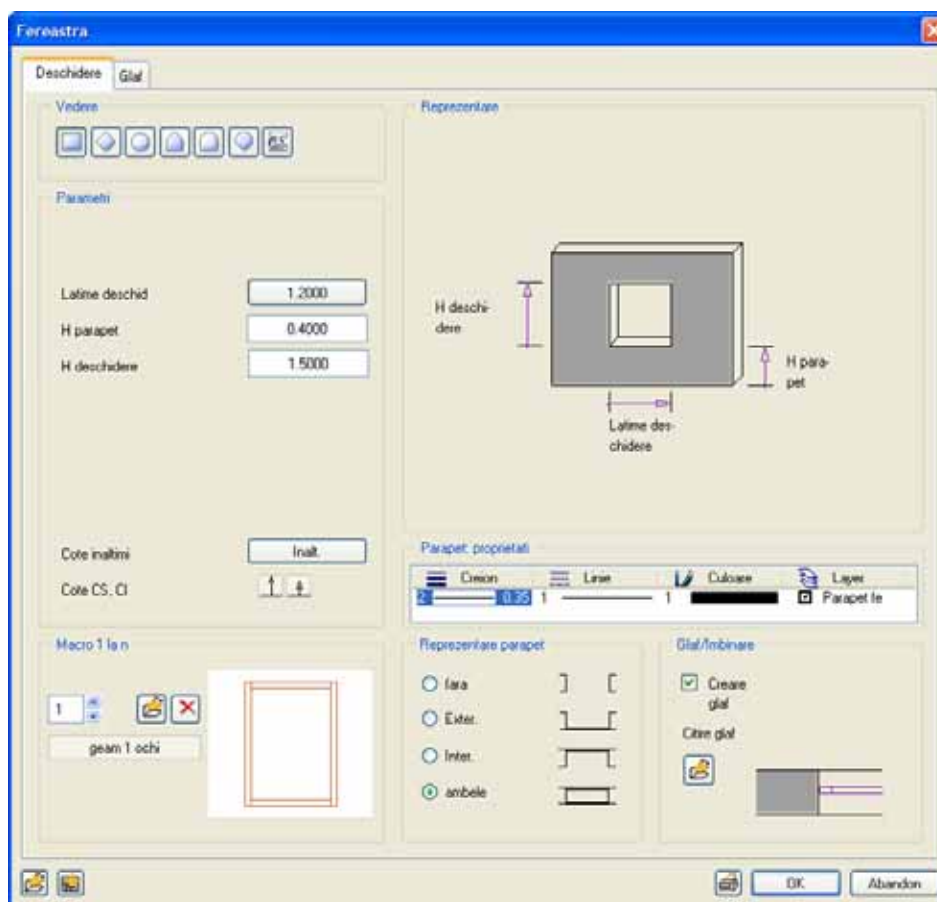 Fereastra
Deschidere
Glaf
Vedere
Reprezentare
Parametri
Latime deschid
1.2000
H parapet
0.4000
H deschidere
1.5000
H deschi-
dere
H para-
pet
Latime des-
chidere
Cote inaltimi
Inalt.
Cote CS, CI
Parapet: proprietati
Creion
Linie
Culoare
Layer
2
0.35
1
1
Parapet fe
Macro 1 la n
1
geam 1 ochi
Reprezentare parapet
fara
Exter.
Inter.
ambele
Glaf/Imbinare
Creare
glaf
Citire glaf
OK
Abandon